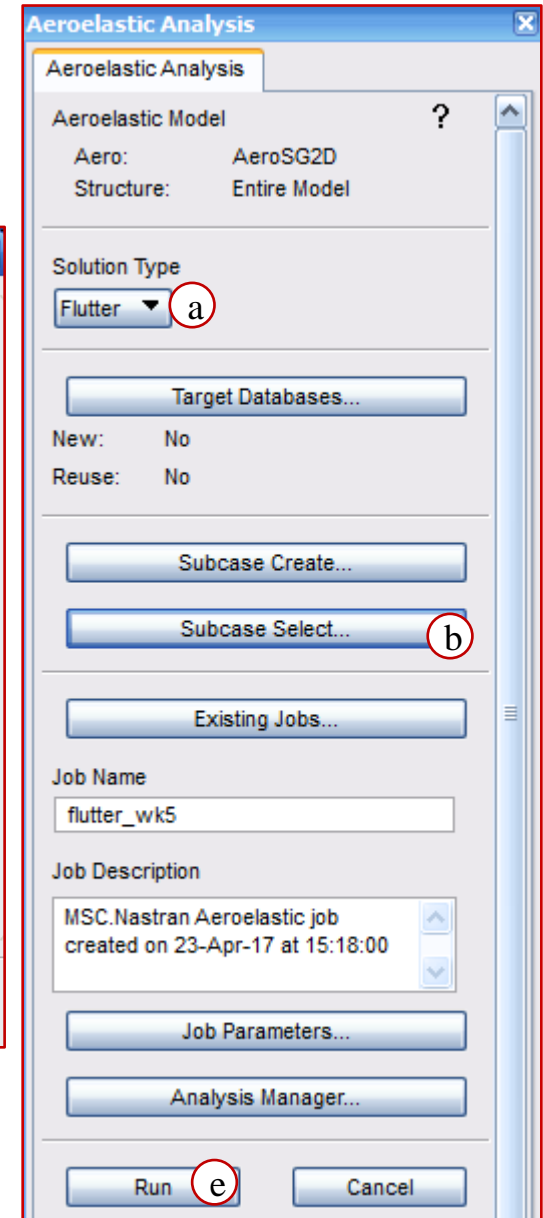 Aeroelastic Analysis
Aeroelastic Analysis
Aeroelastic Model ?
Aero: AeroSG2D
Structure: Entire Model
Solution Type
Flutter a
Target Databases...
New: No
Reuse: No
Subcase Create...
Subcase Select... b
Existing Jobs...
Job Name
flutter_wk5
Job Description
MSC.Nastran Aeroelastic job
created on 23-Apr-17 at 15:18:00
Job Parameters...
Analysis Manager...
Run e Cancel